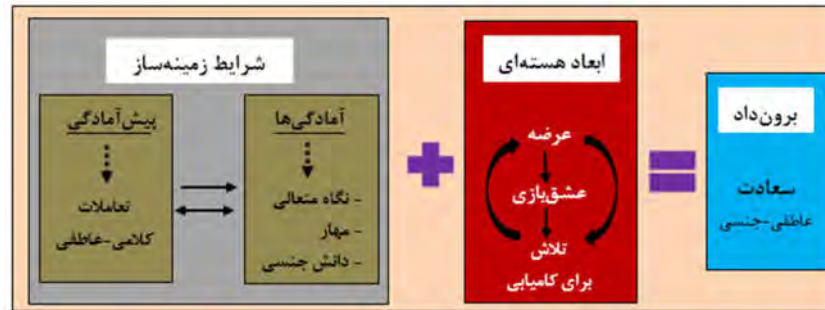 شرایط زمینه‌ساز
پیش‌آمادگی
تعاملات
کلامی-عاطفی
آمادگی‌ها
- نگاه متعالی
- مهار
- دانش جنسی
+
ابعاد هسته‌ای
عرضه
عشق‌بازی
تلاش
برای کامیابی
=
برون‌داد
سعادت
عاطفی-جنسی